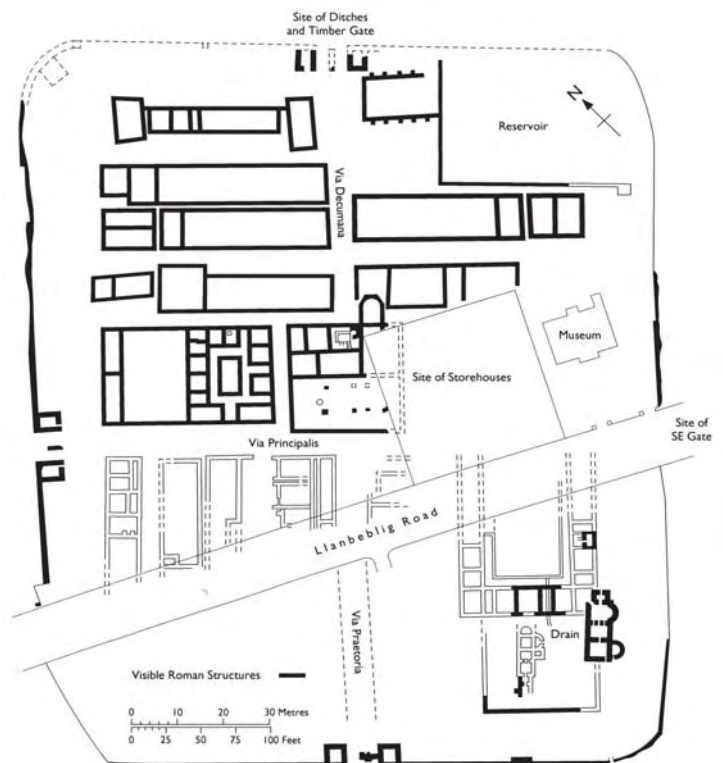 Site of Ditches
and Timber Gate
N
Reservoir
Via Decumana
Museum
Site of Storehouses
Site of
SE Gate
Via Principalis
Llanbeblig Road
Via Praetoria
Drain
Visible Roman Structures
0 10 20 30 Metres
0 25 50 75 100 Feet